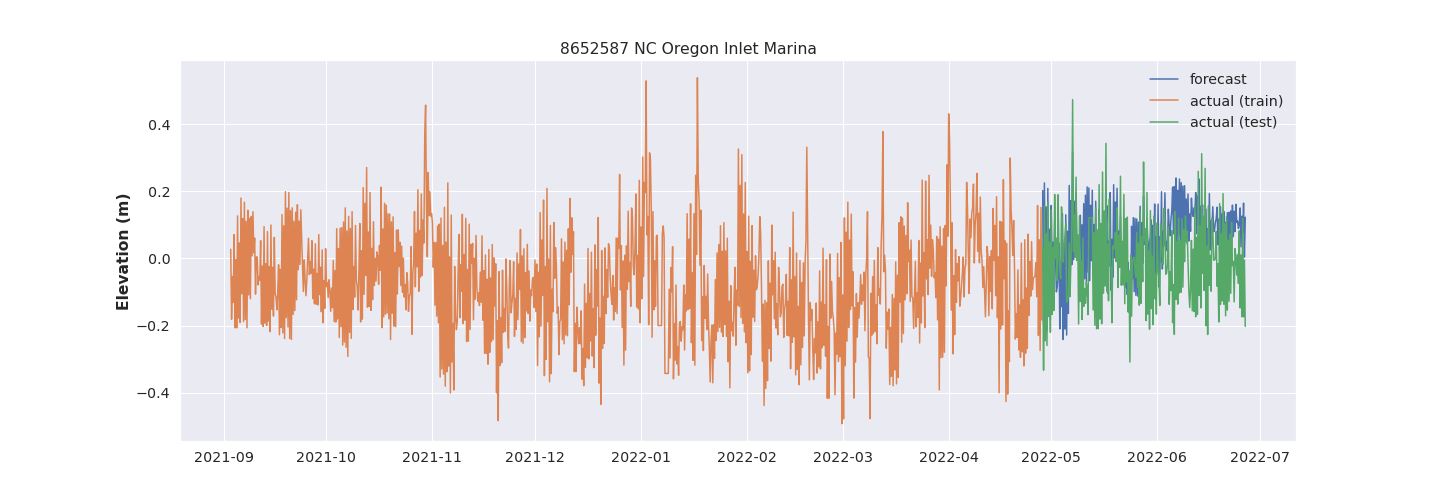 8652587 NC Oregon Inlet Marina
forecast
actual (train)
actual (test)
Elevation (m)
0.4
0.2
0.0
−0.2
−0.4
2021-09 2021-10 2021-11 2021-12 2022-01 2022-02 2022-03 2022-04 2022-05 2022-06 2022-07